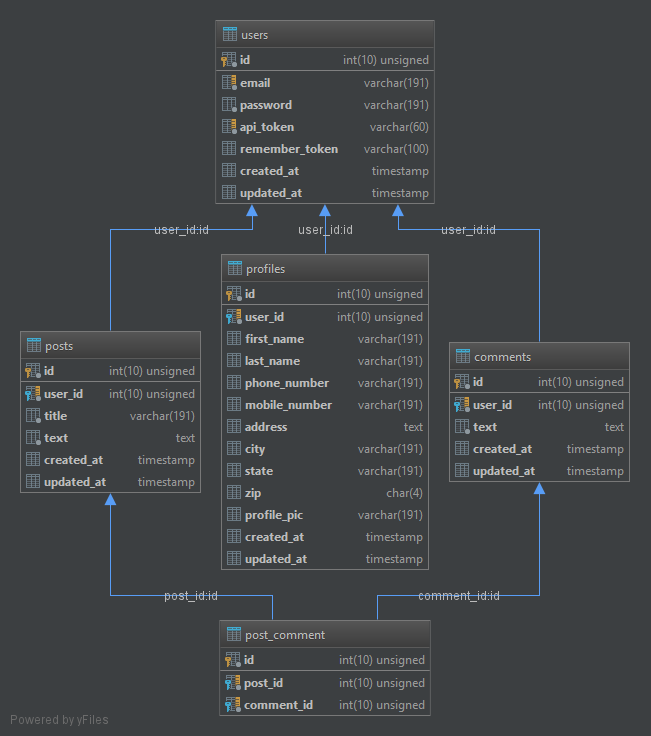 users
id int(10) unsigned
email varchar(191)
password varchar(191)
api_token varchar(60)
remember_token varchar(100)
created_at timestamp
updated_at timestamp
user_id:id
user_id:id
user_id:id
profiles
id int(10) unsigned
user_id int(10) unsigned
first_name varchar(191)
last_name varchar(191)
phone_number varchar(191)
mobile_number varchar(191)
address text
city varchar(191)
state varchar(191)
zip char(4)
profile_pic varchar(191)
created_at timestamp
updated_at timestamp
posts
id int(10) unsigned
user_id int(10) unsigned
title varchar(191)
text text
created_at timestamp
updated_at timestamp
comments
id int(10) unsigned
user_id int(10) unsigned
text text
created_at timestamp
updated_at timestamp
post_id:id
comment_id:id
post_comment
id int(10) unsigned
post_id int(10) unsigned
comment_id int(10) unsigned
Powered by yFiles